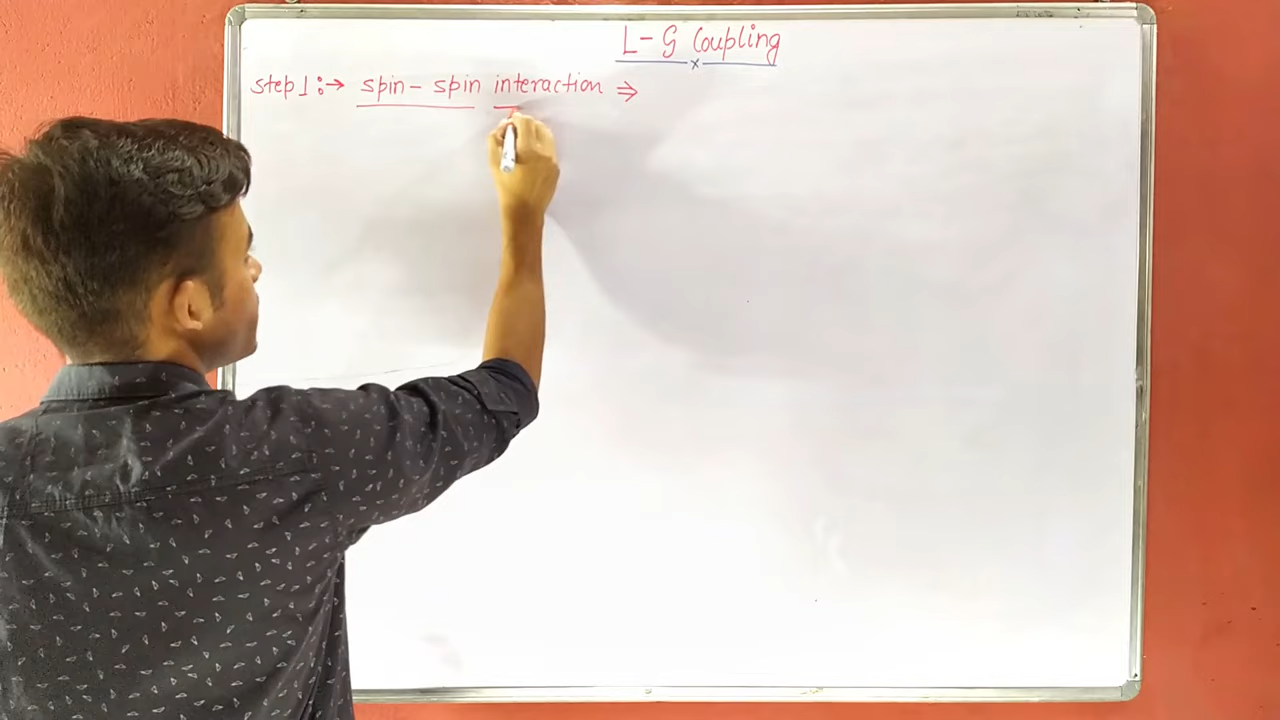 L-S Coupling
Step 1 :→ spin - spin interaction ⇒